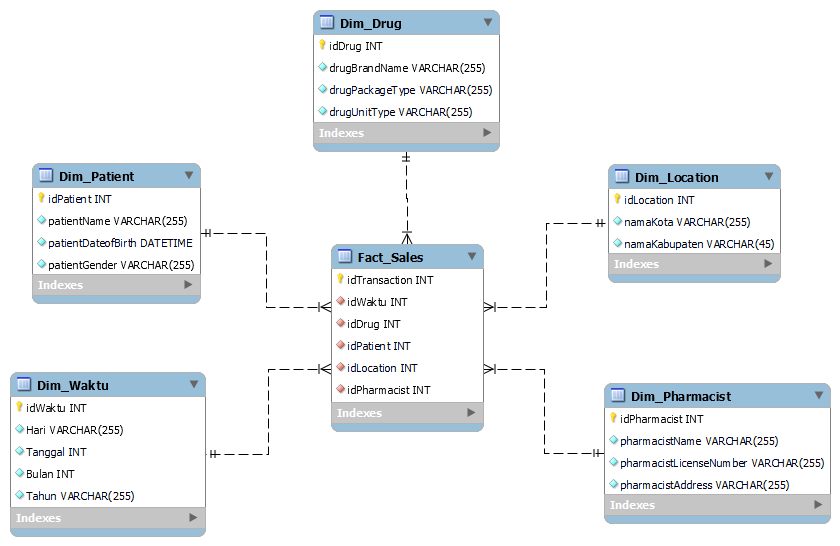 Dim_Drug
idDrug INT
drugBrandName VARCHAR(255)
drugPackageType VARCHAR(255)
drugUnitType VARCHAR(255)
Indexes
Dim_Patient
idPatient INT
patientName VARCHAR(255)
patientDateofBirth DATETIME
patientGender VARCHAR(255)
Indexes
Dim_Location
idLocation INT
namaKota VARCHAR(255)
namaKabupaten VARCHAR(45)
Indexes
Fact_Sales
idTransaction INT
idWaktu INT
idDrug INT
idPatient INT
idLocation INT
idPharmacist INT
Indexes
Dim_Waktu
idWaktu INT
Hari VARCHAR(255)
Tanggal INT
Bulan INT
Tahun VARCHAR(255)
Indexes
Dim_Pharmacist
idPharmacist INT
pharmacistName VARCHAR(255)
pharmacistLicenseNumber VARCHAR(255)
pharmacistAddress VARCHAR(255)
Indexes